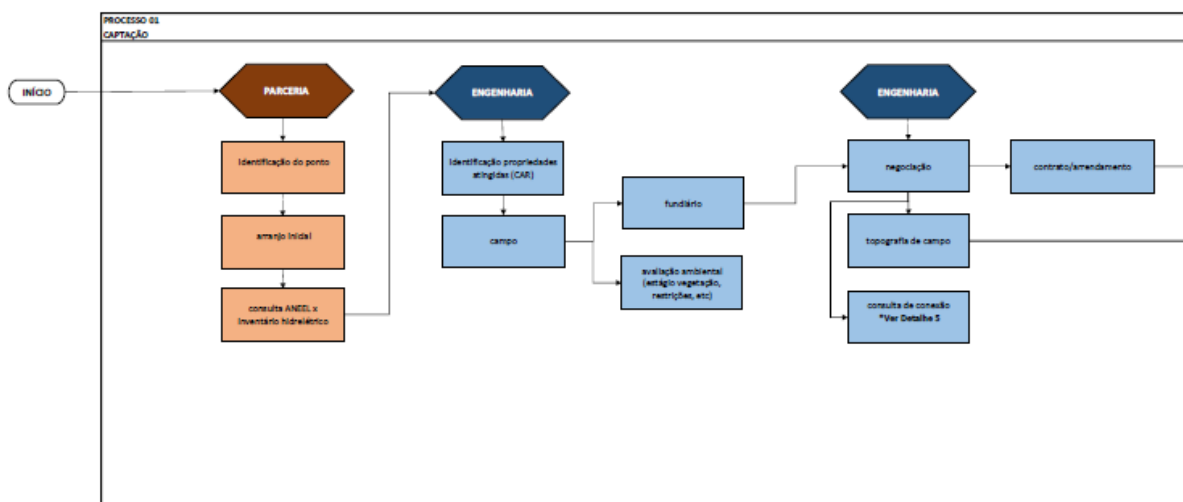 PROCESSO 01
CAPTAÇÃO
INÍCIO
PARCERIA
Identificação do ponto
arranjo inicial
consulta ANEEL x
Inventário hidrelétrico
ENGENHARIA
Identificação propriedades
atingidas (CAR)
campo
fundiário
avaliação ambiental
(estágio vegetação,
restrições, etc)
ENGENHARIA
negociação
contrato/arrendamento
topografia de campo
consulta de conexão
*Ver Detalhe 5